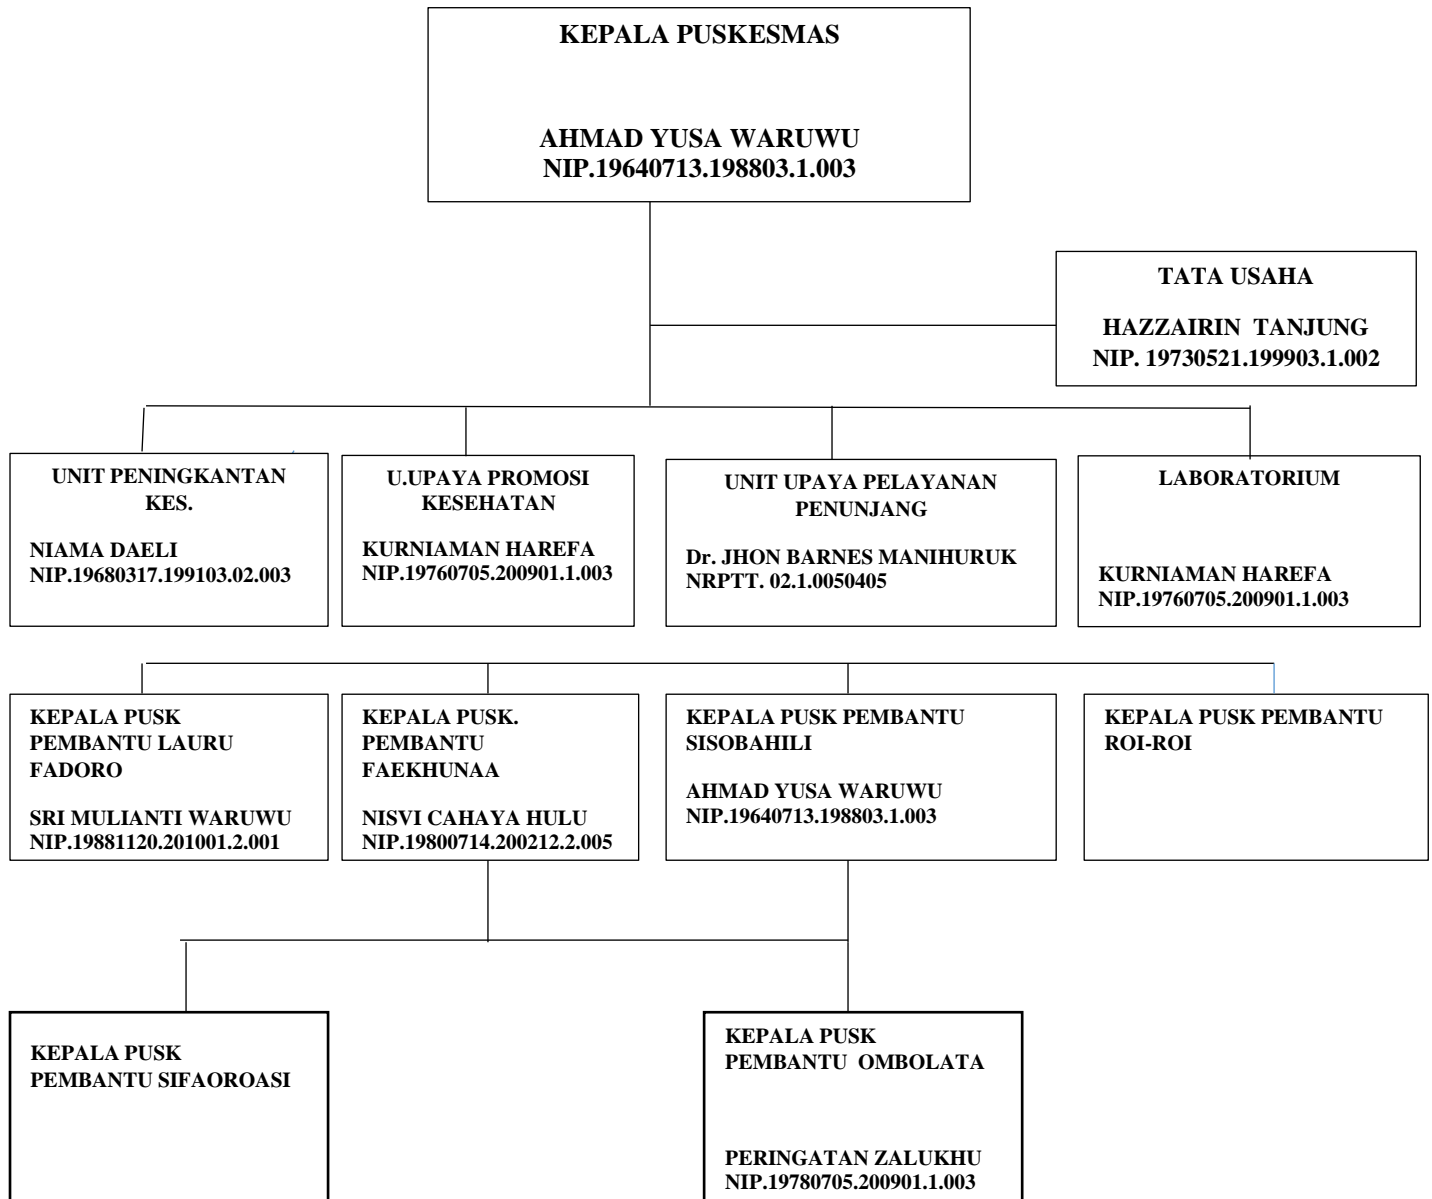 KEPALA PUSKESMAS
AHMAD YUSA WARUWU
NIP.19640713.198803.1.003
TATA USAHA
HAZZAIRIN TANJUNG
NIP. 19730521.199903.1.002
UNIT PENINGKANTAN
KES.
NIAMA DAELI
NIP.19680317.199103.02.003
U.UPAYA PROMOSI
KESEHATAN
KURNIAMAN HAREFA
NIP.19760705.200901.1.003
UNIT UPAYA PELAYANAN
PENUNJANG
Dr. JHON BARNES MANIHURUK
NRPTT. 02.1.0050405
LABORATORIUM
KURNIAMAN HAREFA
NIP.19760705.200901.1.003
KEPALA PUSK
PEMBANTU LAURU
FADORO
SRI MULIANTI WARUWU
NIP.19881120.201001.2.001
KEPALA PUSK.
PEMBANTU
FAEKHUNAA
NISVI CAHAYA HULU
NIP.19800714.200212.2.005
KEPALA PUSK PEMBANTU
SISOBAHILI
AHMAD YUSA WARUWU
NIP.19640713.198803.1.003
KEPALA PUSK PEMBANTU
ROI-ROI
KEPALA PUSK
PEMBANTU SIFAOROASI
KEPALA PUSK
PEMBANTU OMBOLATA
PERINGATAN ZALUKHU
NIP.19780705.200901.1.003